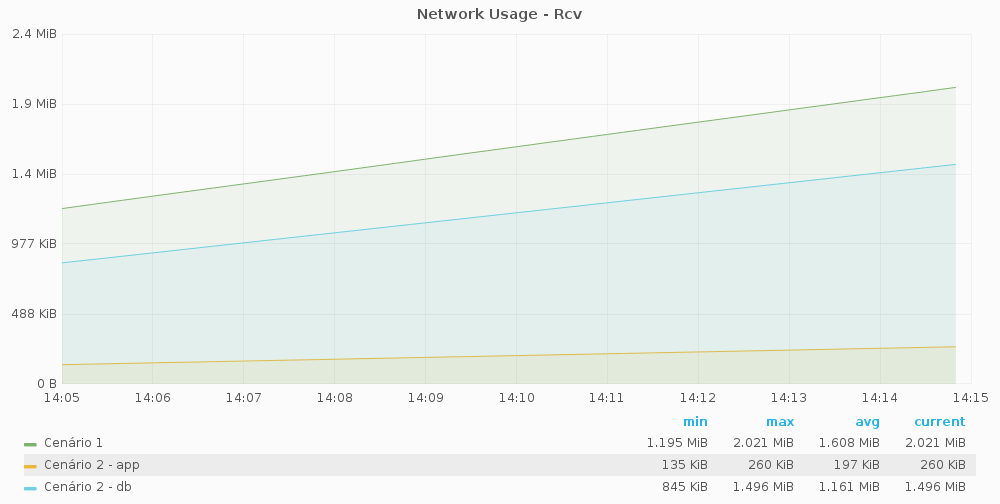 Network Usage - Rcv
2.4 MiB
1.9 MiB
1.4 MiB
977 KiB
488 KiB
0 B
14:05 14:06 14:07 14:08 14:09 14:10 14:11 14:12 14:13 14:14 14:15
min max avg current
Cenário 1 1.195 MiB 2.021 MiB 1.608 MiB 2.021 MiB
Cenário 2 - app 135 KiB 260 KiB 197 KiB 260 KiB
Cenário 2 - db 845 KiB 1.496 MiB 1.161 MiB 1.496 MiB